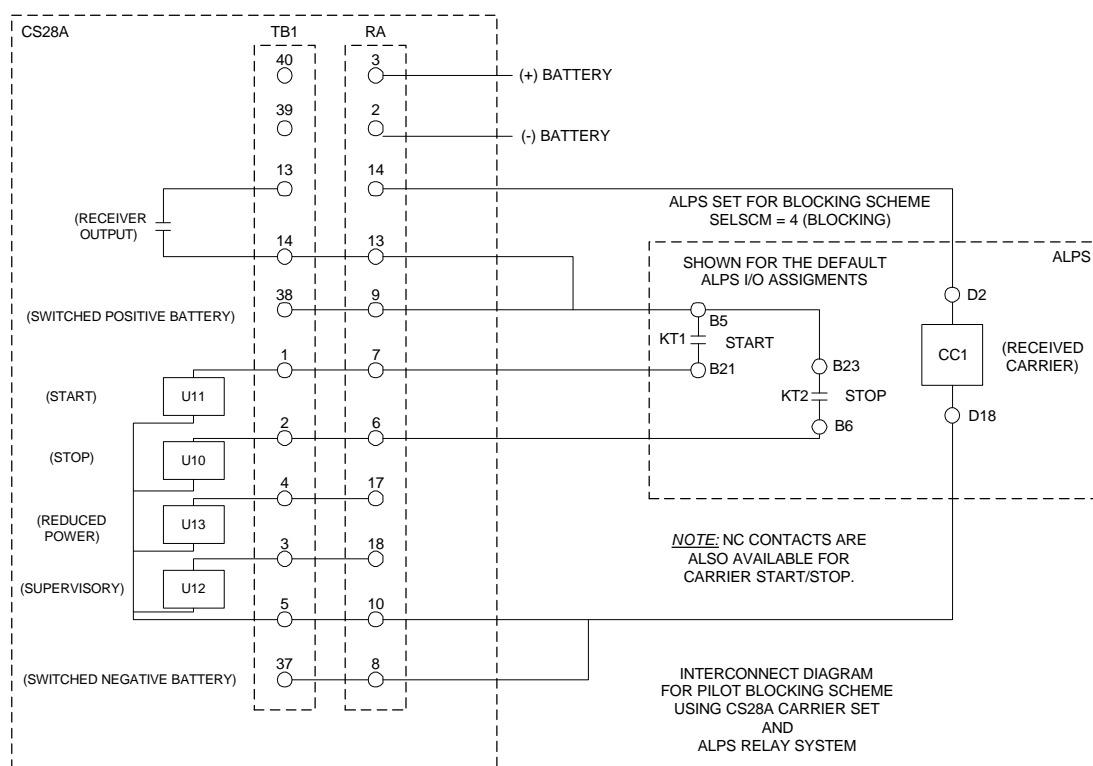 CS28A
TB1 RA
40 3
(+) BATTERY
39 2
(-) BATTERY
13 14
(RECEIVER
OUTPUT)
14 13
ALPS SET FOR BLOCKING SCHEME
SELSCM = 4 (BLOCKING)
ALPS
SHOWN FOR THE DEFAULT
ALPS I/O ASSIGMENTS
D2
(SWITCHED POSITIVE BATTERY)
38 9
B5
KT1 START
B21
CC1
(RECEIVED
CARRIER)
1 7
B23
KT2 STOP
B6
D18
(START)
U11
2 6
(STOP)
U10
4 17
(REDUCED
POWER)
U13
3 18
NOTE: NC CONTACTS ARE
ALSO AVAILABLE FOR
CARRIER START/STOP.
(SUPERVISORY)
U12
5 10
(SWITCHED NEGATIVE BATTERY)
37 8
INTERCONNECT DIAGRAM
FOR PILOT BLOCKING SCHEME
USING CS28A CARRIER SET
AND
ALPS RELAY SYSTEM